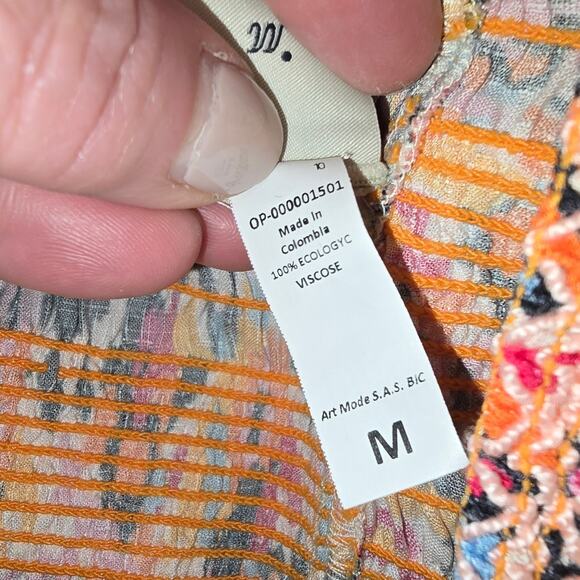 OP-000001501
Made In
Colombia
100% ECOLOGYC
VISCOSE
Art Mode S.A.S. BIC
M